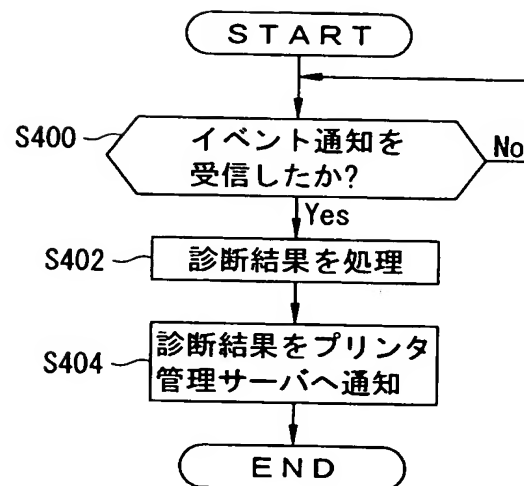 START
S400
イベント通知を
受信したか?
No
Yes
S402
診断結果を処理
S404
診断結果をプリンタ
管理サーバへ通知
END